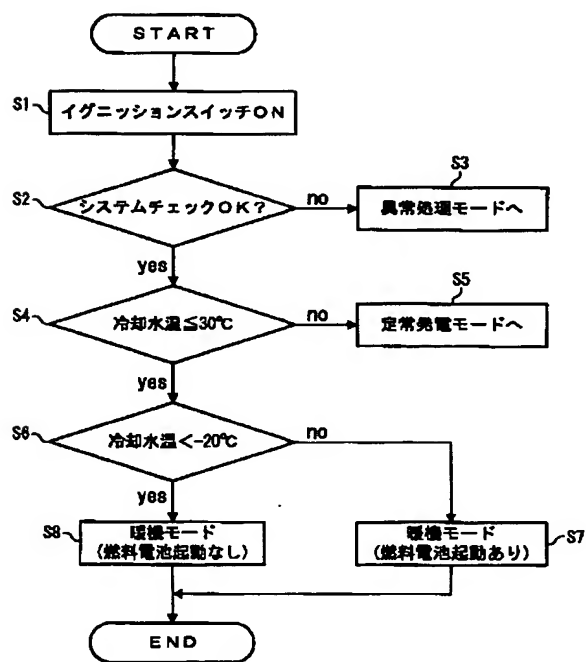 START
S1
イグニッションスイッチON
S2
システムチェックOK?
no
S3
異常処理モードへ
yes
S4
冷却水温≦30℃
no
S5
定常発電モードへ
yes
S6
冷却水温<-20℃
no
yes
S8
暖機モード
(燃料電池起動なし)
暖機モード
(燃料電池起動あり)
S7
END